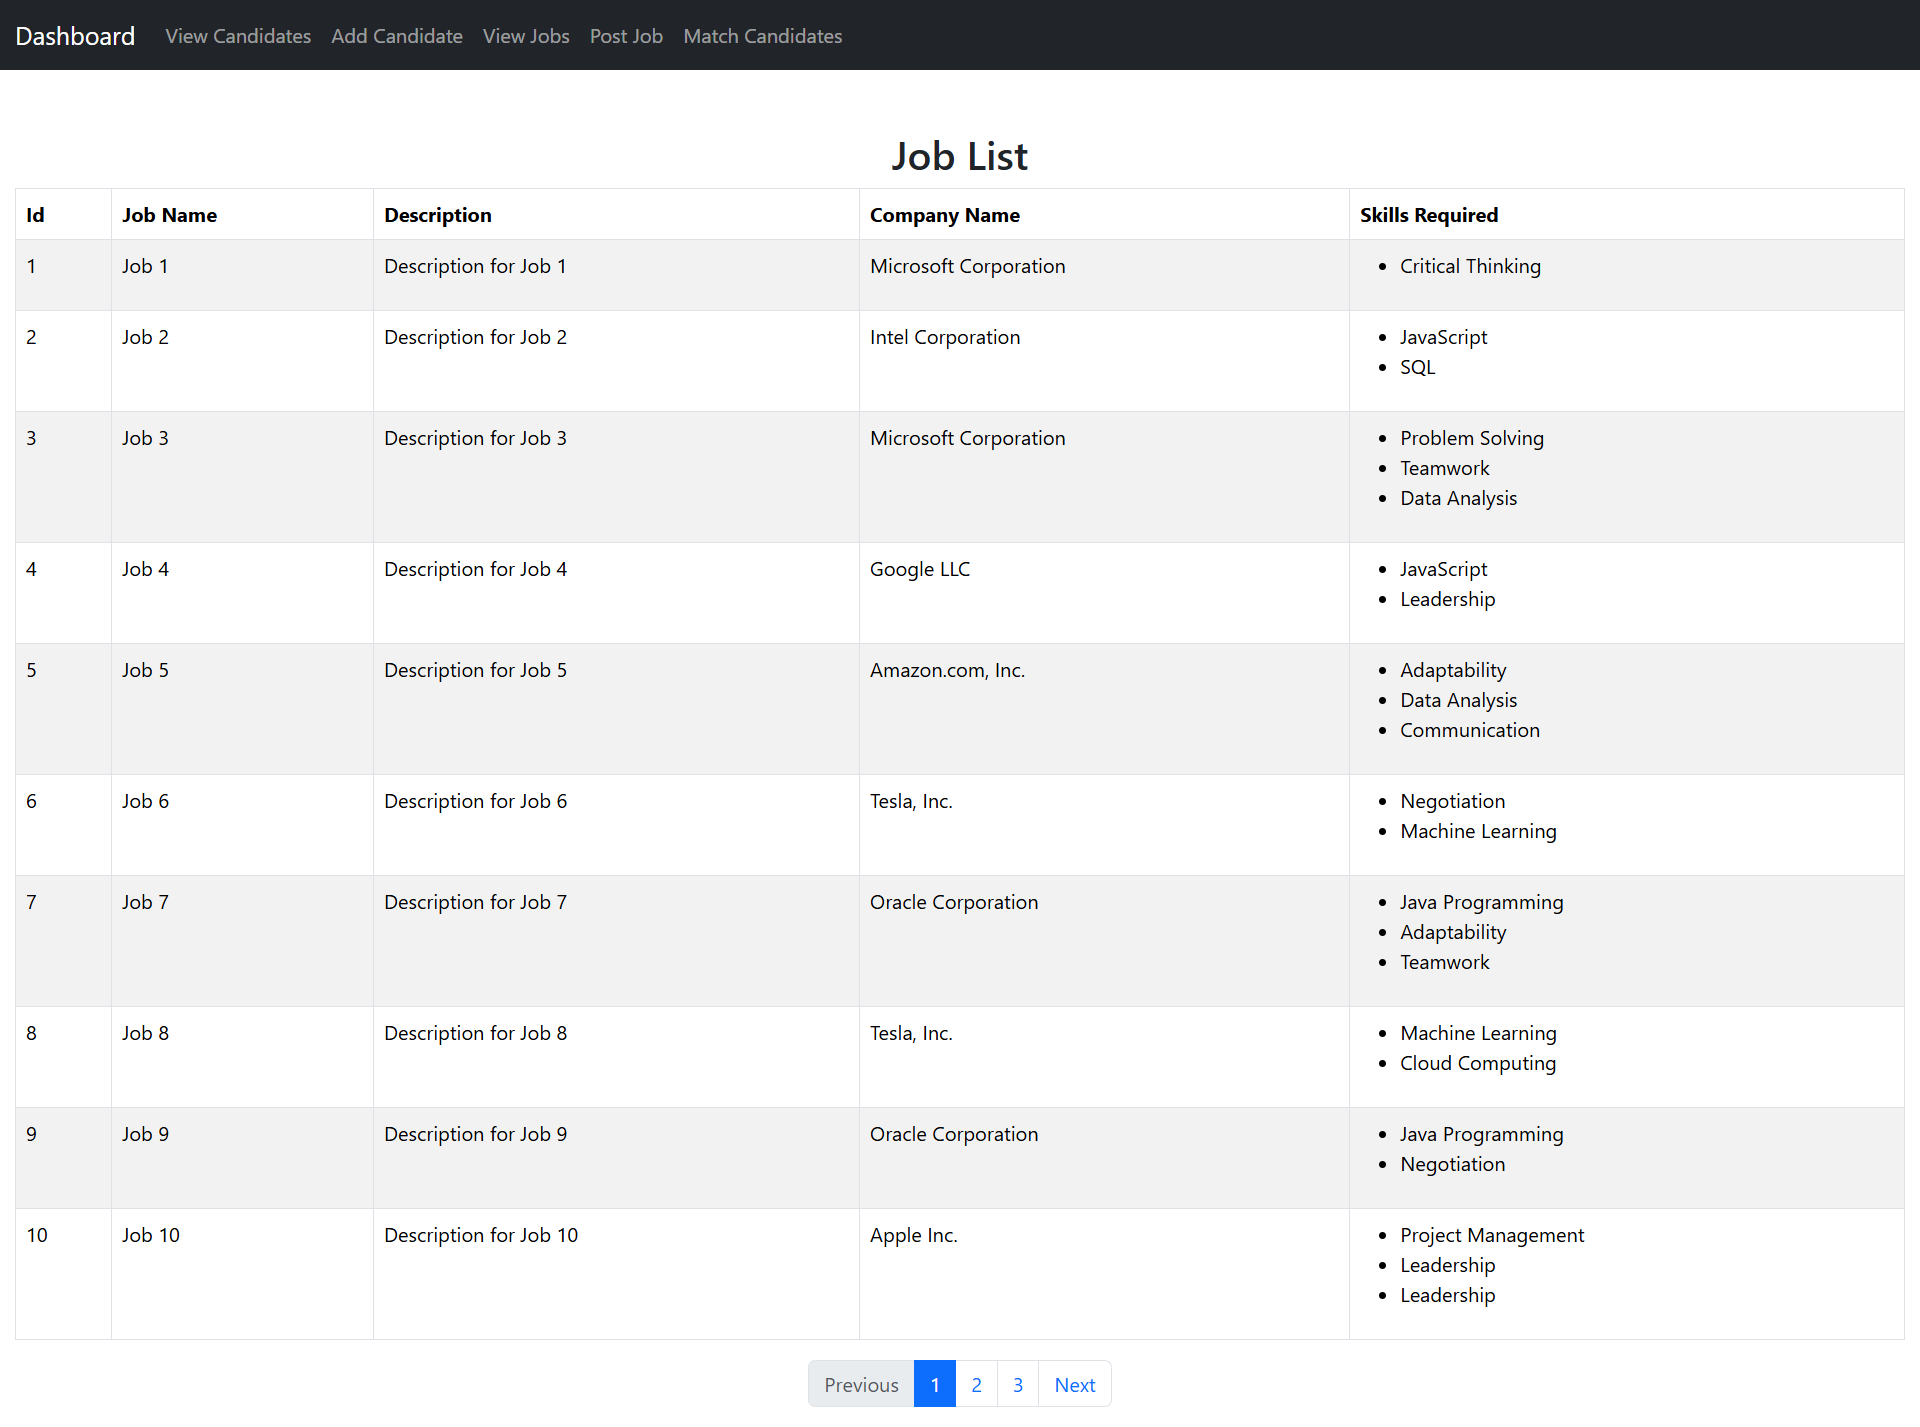 Dashboard View Candidates Add Candidate View Jobs Post Job Match Candidates
Job List
Id Job Name Description Company Name Skills Required
1 Job 1 Description for Job 1 Microsoft Corporation Critical Thinking
2 Job 2 Description for Job 2 Intel Corporation JavaScript
SQL
3 Job 3 Description for Job 3 Microsoft Corporation Problem Solving
Teamwork
Data Analysis
4 Job 4 Description for Job 4 Google LLC JavaScript
Leadership
5 Job 5 Description for Job 5 Amazon.com, Inc. Adaptability
Data Analysis
Communication
6 Job 6 Description for Job 6 Tesla, Inc. Negotiation
Machine Learning
7 Job 7 Description for Job 7 Oracle Corporation Java Programming
Adaptability
Teamwork
8 Job 8 Description for Job 8 Tesla, Inc. Machine Learning
Cloud Computing
9 Job 9 Description for Job 9 Oracle Corporation Java Programming
Negotiation
10 Job 10 Description for Job 10 Apple Inc. Project Management
Leadership
Leadership
Previous 1 2 3 Next